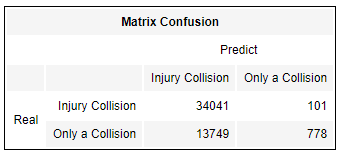 Matrix Confusion
Predict
Injury Collision Only a Collision
Injury Collision 34041 101
Real
Only a Collision 13749 778